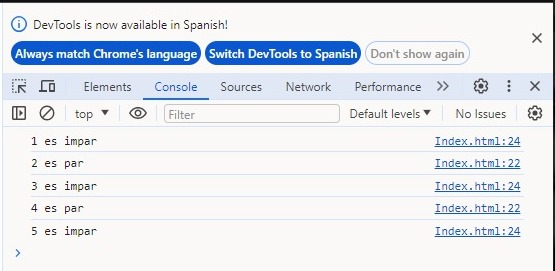 DevTools is now available in Spanish!
Always match Chrome's language Switch DevTools to Spanish Don't show again
Elements Console Sources Network Performance
top Filter Default levels No Issues
1 es impar Index.html:24
2 es par Index.html:22
3 es impar Index.html:24
4 es par Index.html:22
5 es impar Index.html:24